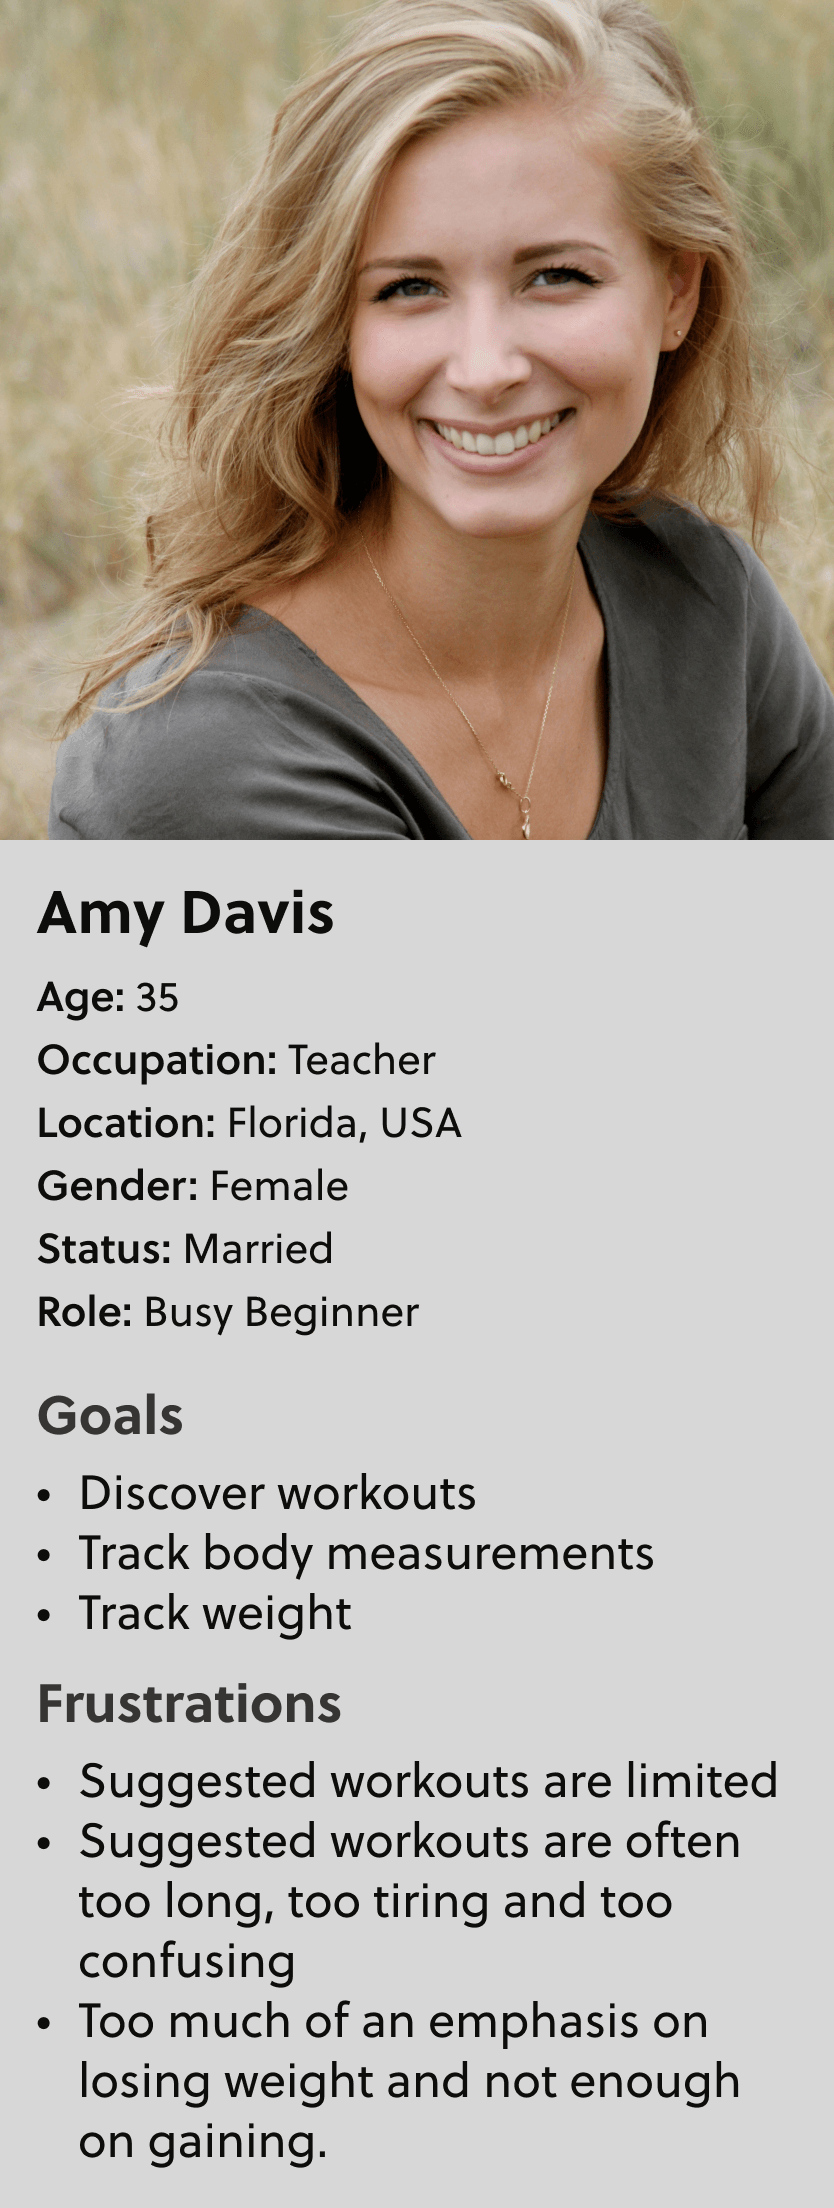 Amy Davis
Age: 35
Occupation: Teacher
Location: Florida, USA
Gender: Female
Status: Married
Role: Busy Beginner
Goals
• Discover workouts
• Track body measurements
• Track weight
Frustrations
• Suggested workouts are limited
• Suggested workouts are often
too long, too tiring and too
confusing
• Too much of an emphasis on
losing weight and not enough
on gaining.